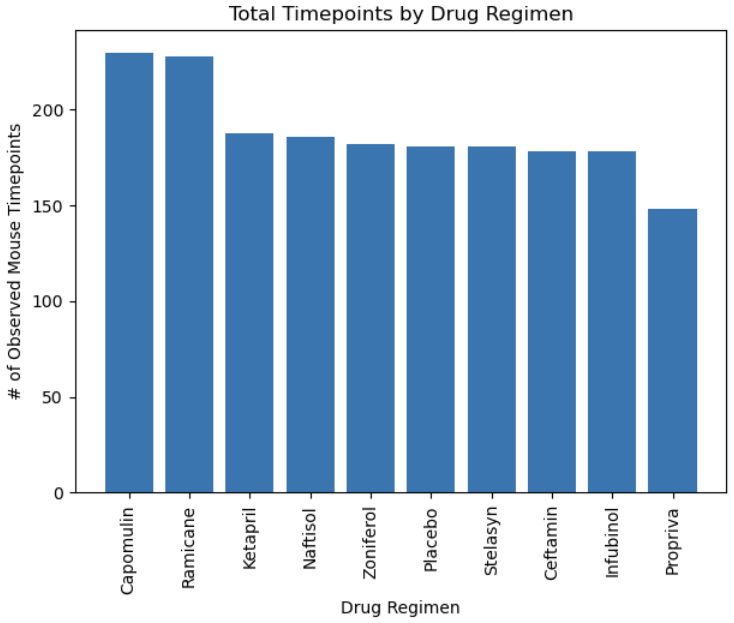 Total Timepoints by Drug Regimen
# of Observed Mouse Timepoints
200
150
100
50
0
Capomulin
Ramicane
Ketapril
Naftisol
Zoniferol
Placebo
Stelasyn
Ceftamin
Infubinol
Propriva
Drug Regimen